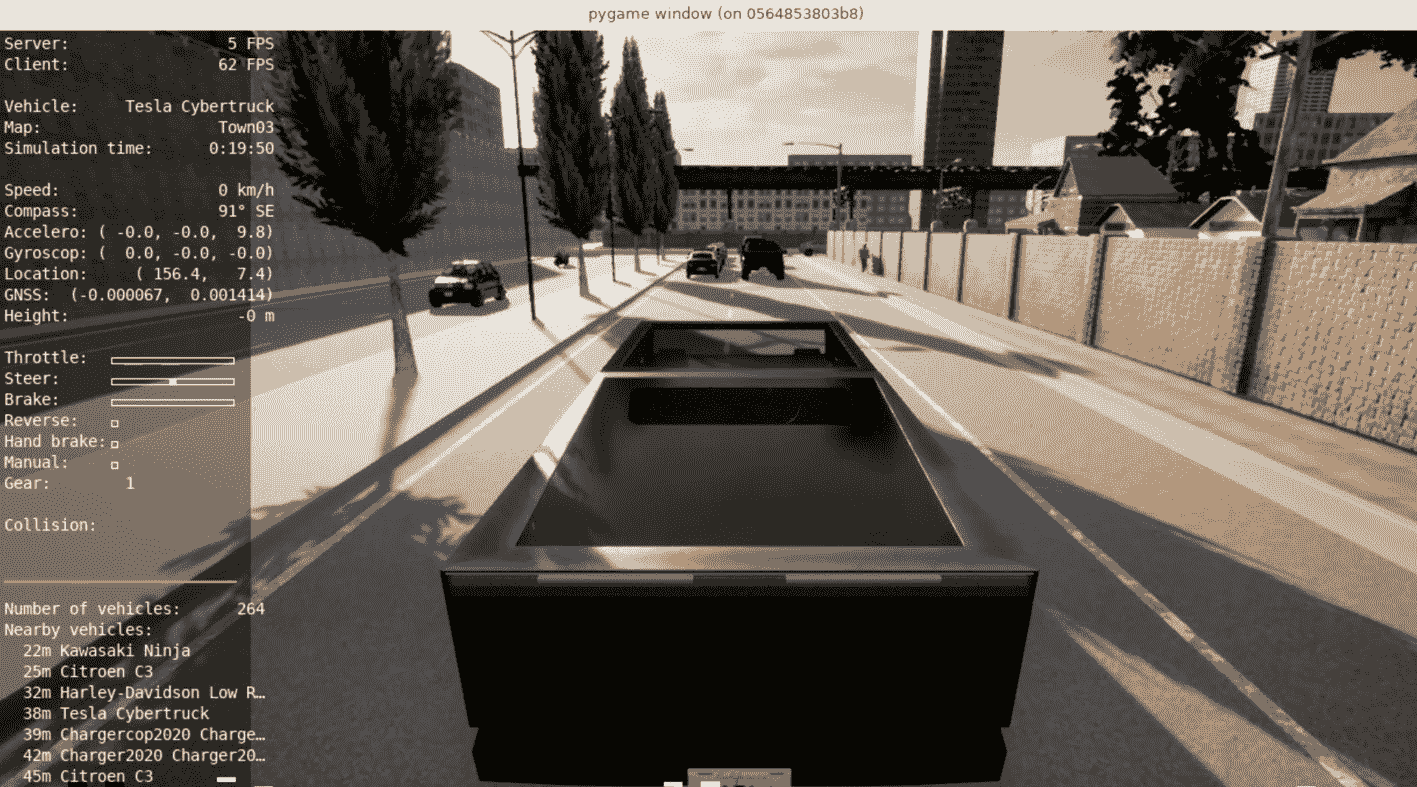 pygame window (on 0564853803b8)
Server: 5 FPS
Client: 62 FPS
Vehicle: Tesla Cybertruck
Map: Town03
Simulation time: 0:19:50
Speed: 0 km/h
Compass: 91° SE
Accelero: ( -0.0, -0.0, 9.8)
Gyroscop: ( 0.0, -0.0, -0.0)
Location: ( 156.4, 7.4)
GNSS: (-0.000067, 0.001414)
Height: -0 m
Throttle:
Steer:
Brake:
Reverse:
Hand brake:
Manual:
Gear: 1
Collision:
Number of vehicles: 264
Nearby vehicles:
22m Kawasaki Ninja
25m Citroen C3
32m Harley-Davidson Low R…
38m Tesla Cybertruck
39m Chargercop2020 Charge…
42m Charger2020 Charger20…
45m Citroen C3